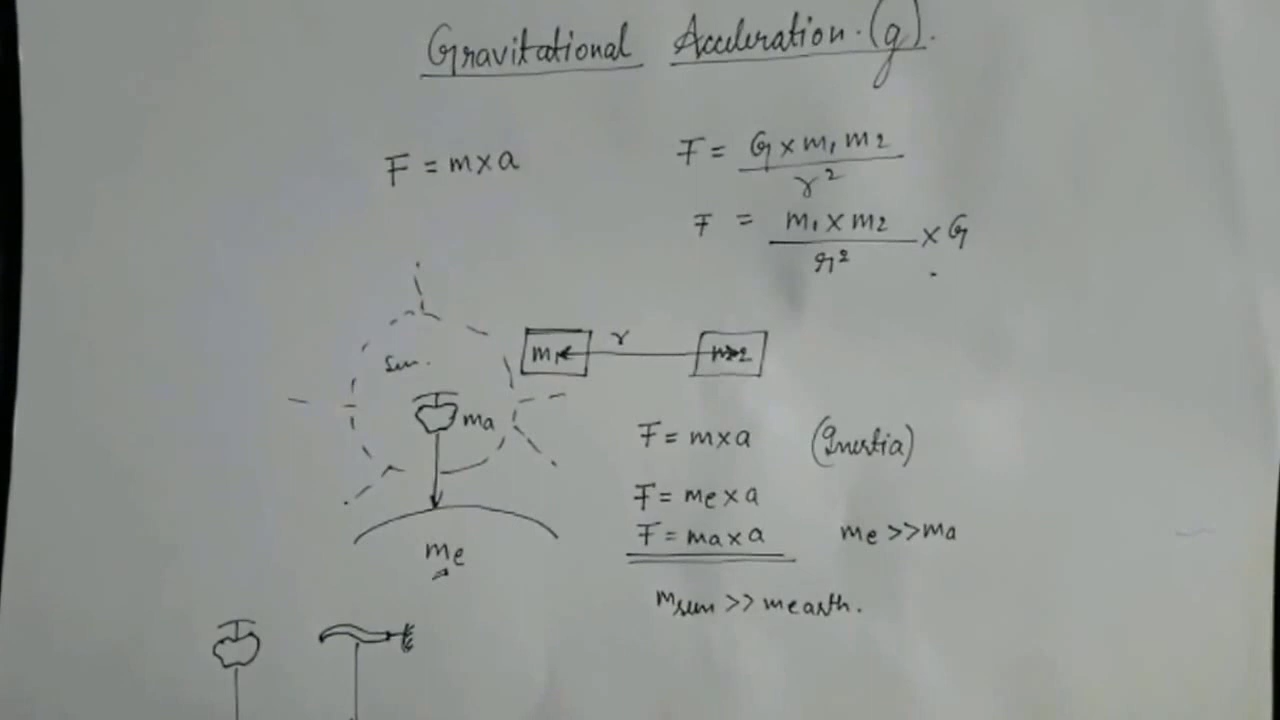 Gravitational Acceleration. (g).
F = m x a
F = G x m1 m2 / r²
F = m1 x m2 / r² x G
Sun.
m1
r
m2
ma
F = m x a (Inertia)
F = me x a
F = ma x a
me >> ma
me
msun >> mearth.